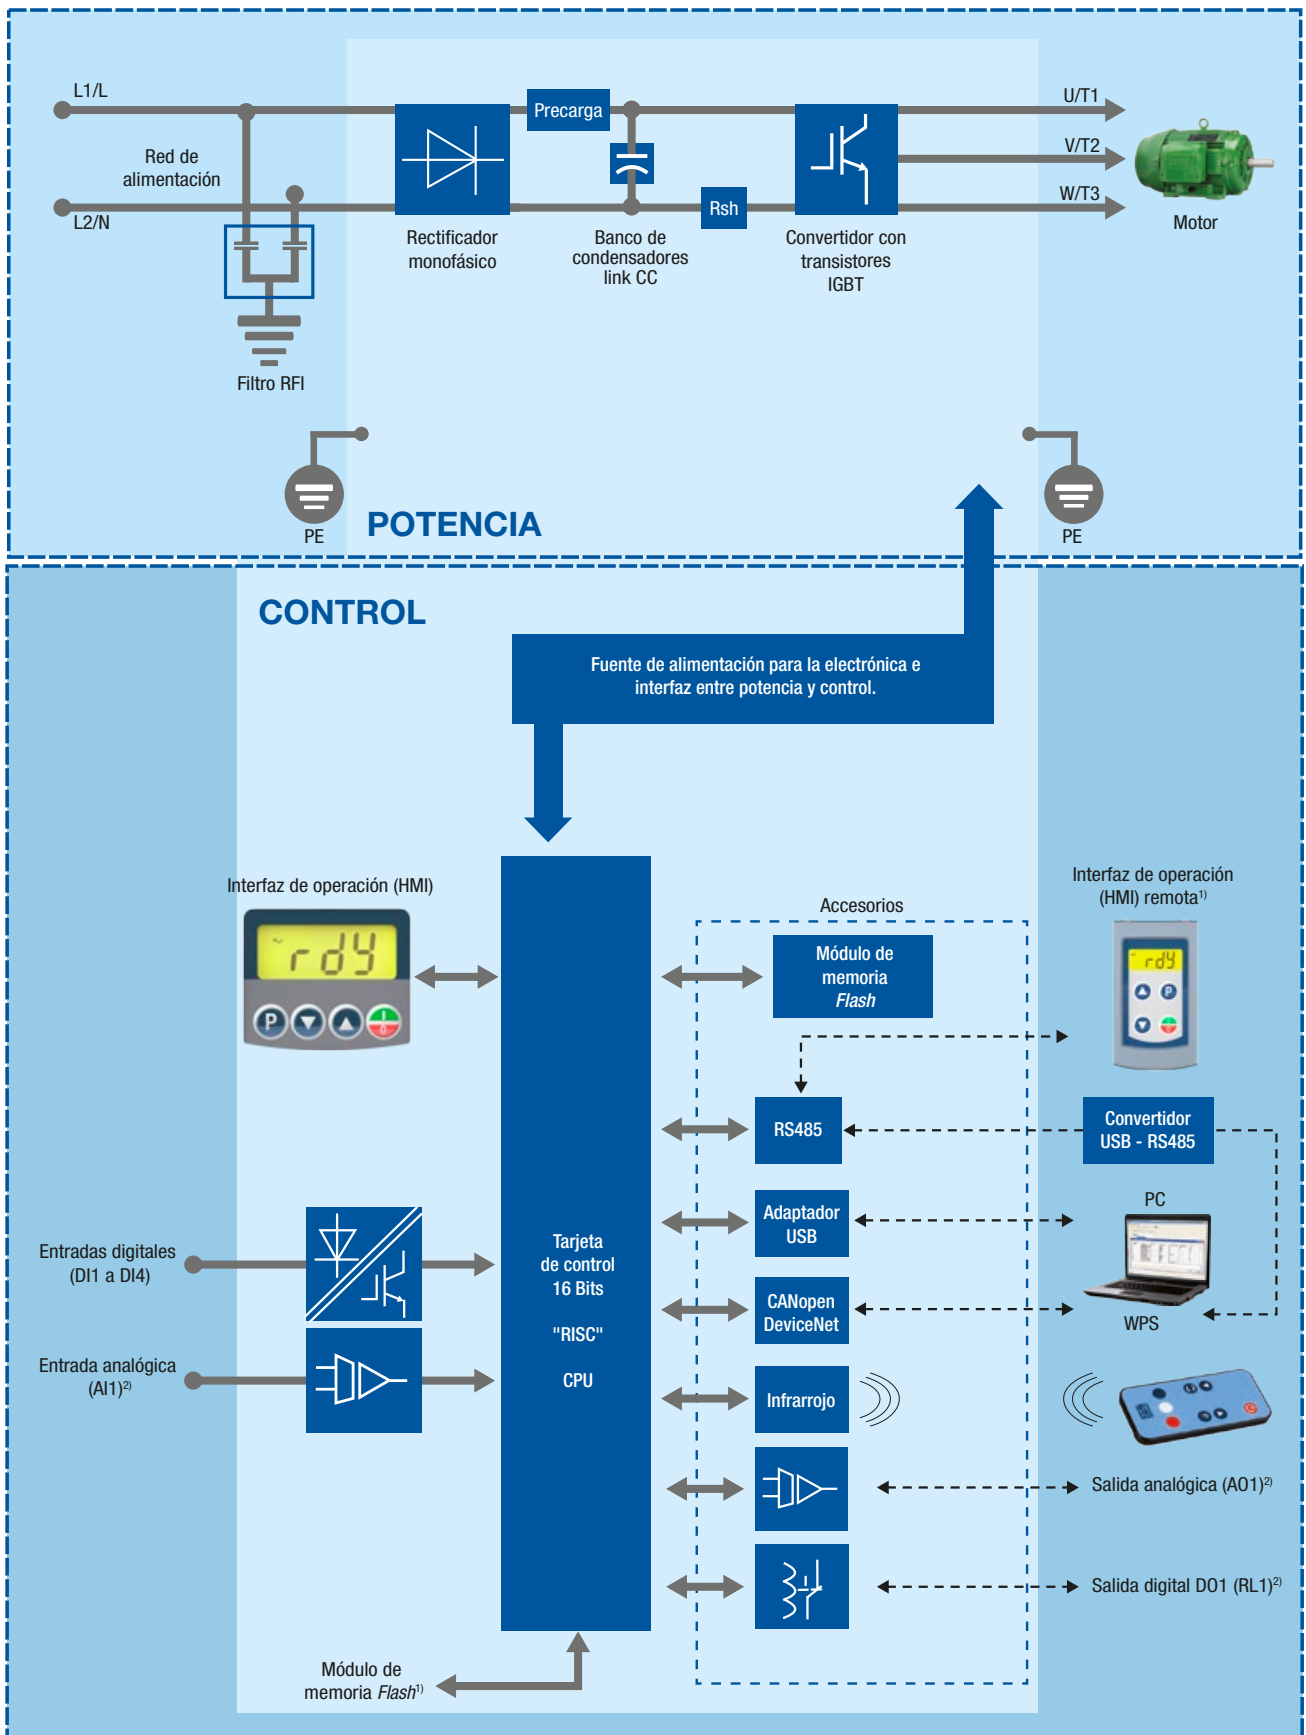 L1/L
Red de
alimentación
L2/N
Precarga
Rsh
Rectificador
monofásico
Banco de
condensadores
link CC
Convertidor con
transistores
IGBT
U/T1
V/T2
W/T3
Motor
Filtro RFI
PE
POTENCIA
PE
CONTROL
Fuente de alimentación para la electrónica e
interfaz entre potencia y control.
Interfaz de operación (HMI)
rdy
P
Accesorios
Módulo de
memoria
Flash
Interfaz de operación
(HMI) remota1)
rdy
P
RS485
Convertidor
USB - RS485
Adaptador
USB
PC
WPS
CANopen
DeviceNet
Infrarrojo
Entradas digitales
(DI1 a DI4)
Entrada analógica
(AI1)2)
Tarjeta
de control
16 Bits
"RISC"
CPU
Salida analógica (AO1)2)
Salida digital DO1 (RL1)2)
Módulo de
memoria Flash1)